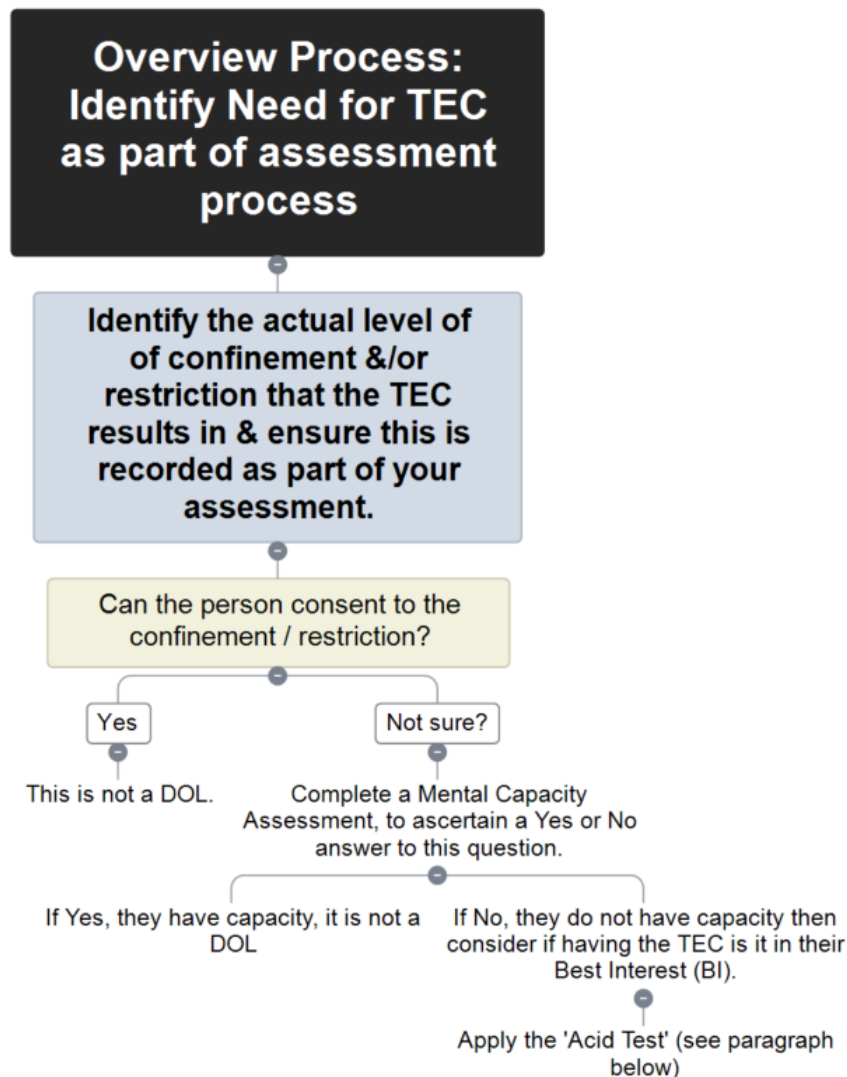 Overview Process:
Identify Need for TEC
as part of assessment
process
Identify the actual level of
of confinement &/or
restriction that the TEC
results in & ensure this is
recorded as part of your
assessment.
Can the person consent to the
confinement / restriction?
Yes
Not sure?
This is not a DOL.
Complete a Mental Capacity
Assessment, to ascertain a Yes or No
answer to this question.
If Yes, they have capacity, it is not a
DOL
If No, they do not have capacity then
consider if having the TEC is it in their
Best Interest (BI).
Apply the 'Acid Test' (see paragraph
below)